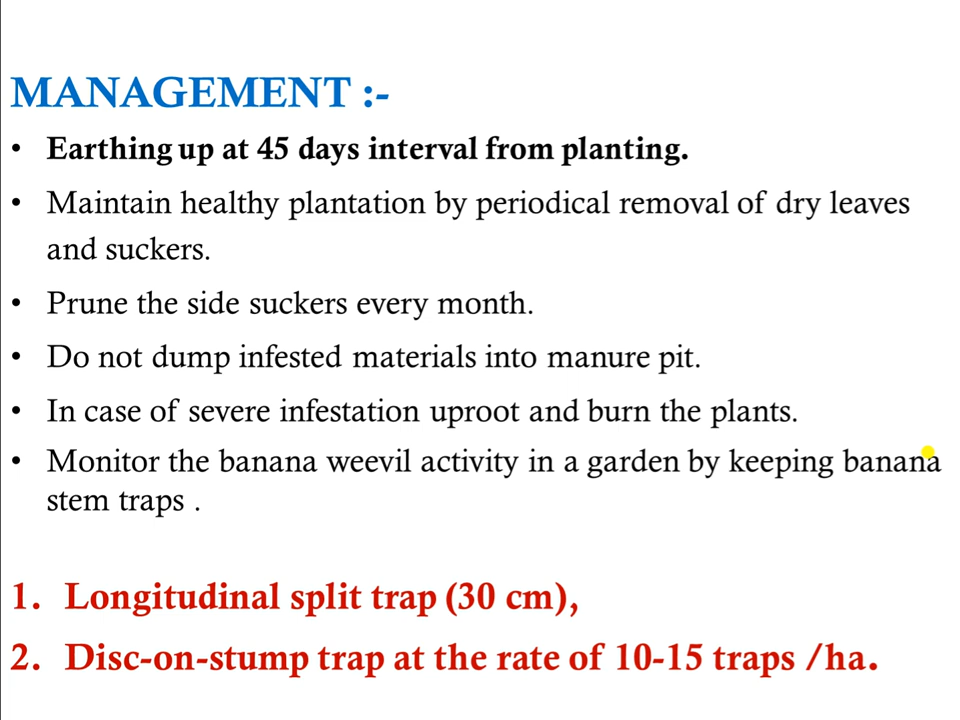 MANAGEMENT :-
• Earthing up at 45 days interval from planting.
• Maintain healthy plantation by periodical removal of dry leaves
and suckers.
• Prune the side suckers every month.
• Do not dump infested materials into manure pit.
• In case of severe infestation uproot and burn the plants.
• Monitor the banana weevil activity in a garden by keeping banana
stem traps .
1. Longitudinal split trap (30 cm),
2. Disc-on-stump trap at the rate of 10-15 traps /ha.